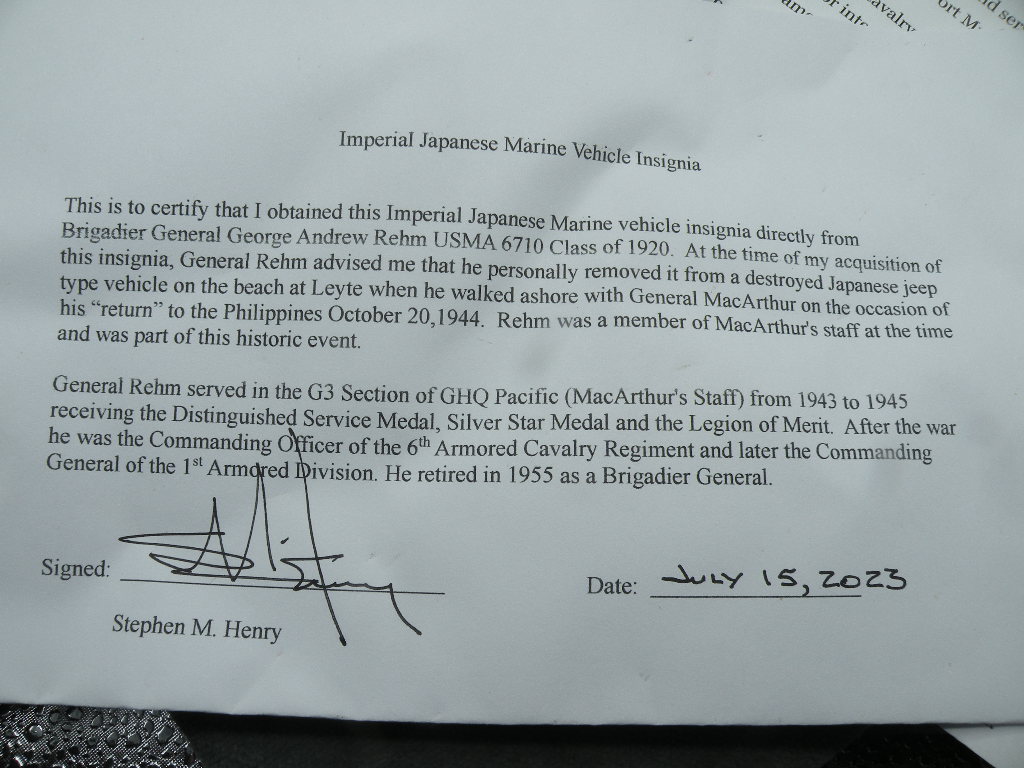 avalry
ort M
id ser
r int
am
Imperial Japanese Marine Vehicle Insignia
This is to certify that I obtained this Imperial Japanese Marine vehicle insignia directly from
Brigadier General George Andrew Rehm USMA 6710 Class of 1920. At the time of my acquisition of
this insignia, General Rehm advised me that he personally removed it from a destroyed Japanese jeep
type vehicle on the beach at Leyte when he walked ashore with General MacArthur on the occasion of
his “return” to the Philippines October 20,1944. Rehm was a member of MacArthur's staff at the time
and was part of this historic event.
General Rehm served in the G3 Section of GHQ Pacific (MacArthur's Staff) from 1943 to 1945
receiving the Distinguished Service Medal, Silver Star Medal and the Legion of Merit. After the war
he was the Commanding Officer of the 6th Armored Cavalry Regiment and later the Commanding
General of the 1st Armored Division. He retired in 1955 as a Brigadier General.
Signed:
Date: JULY 15, 2023
Stephen M. Henry